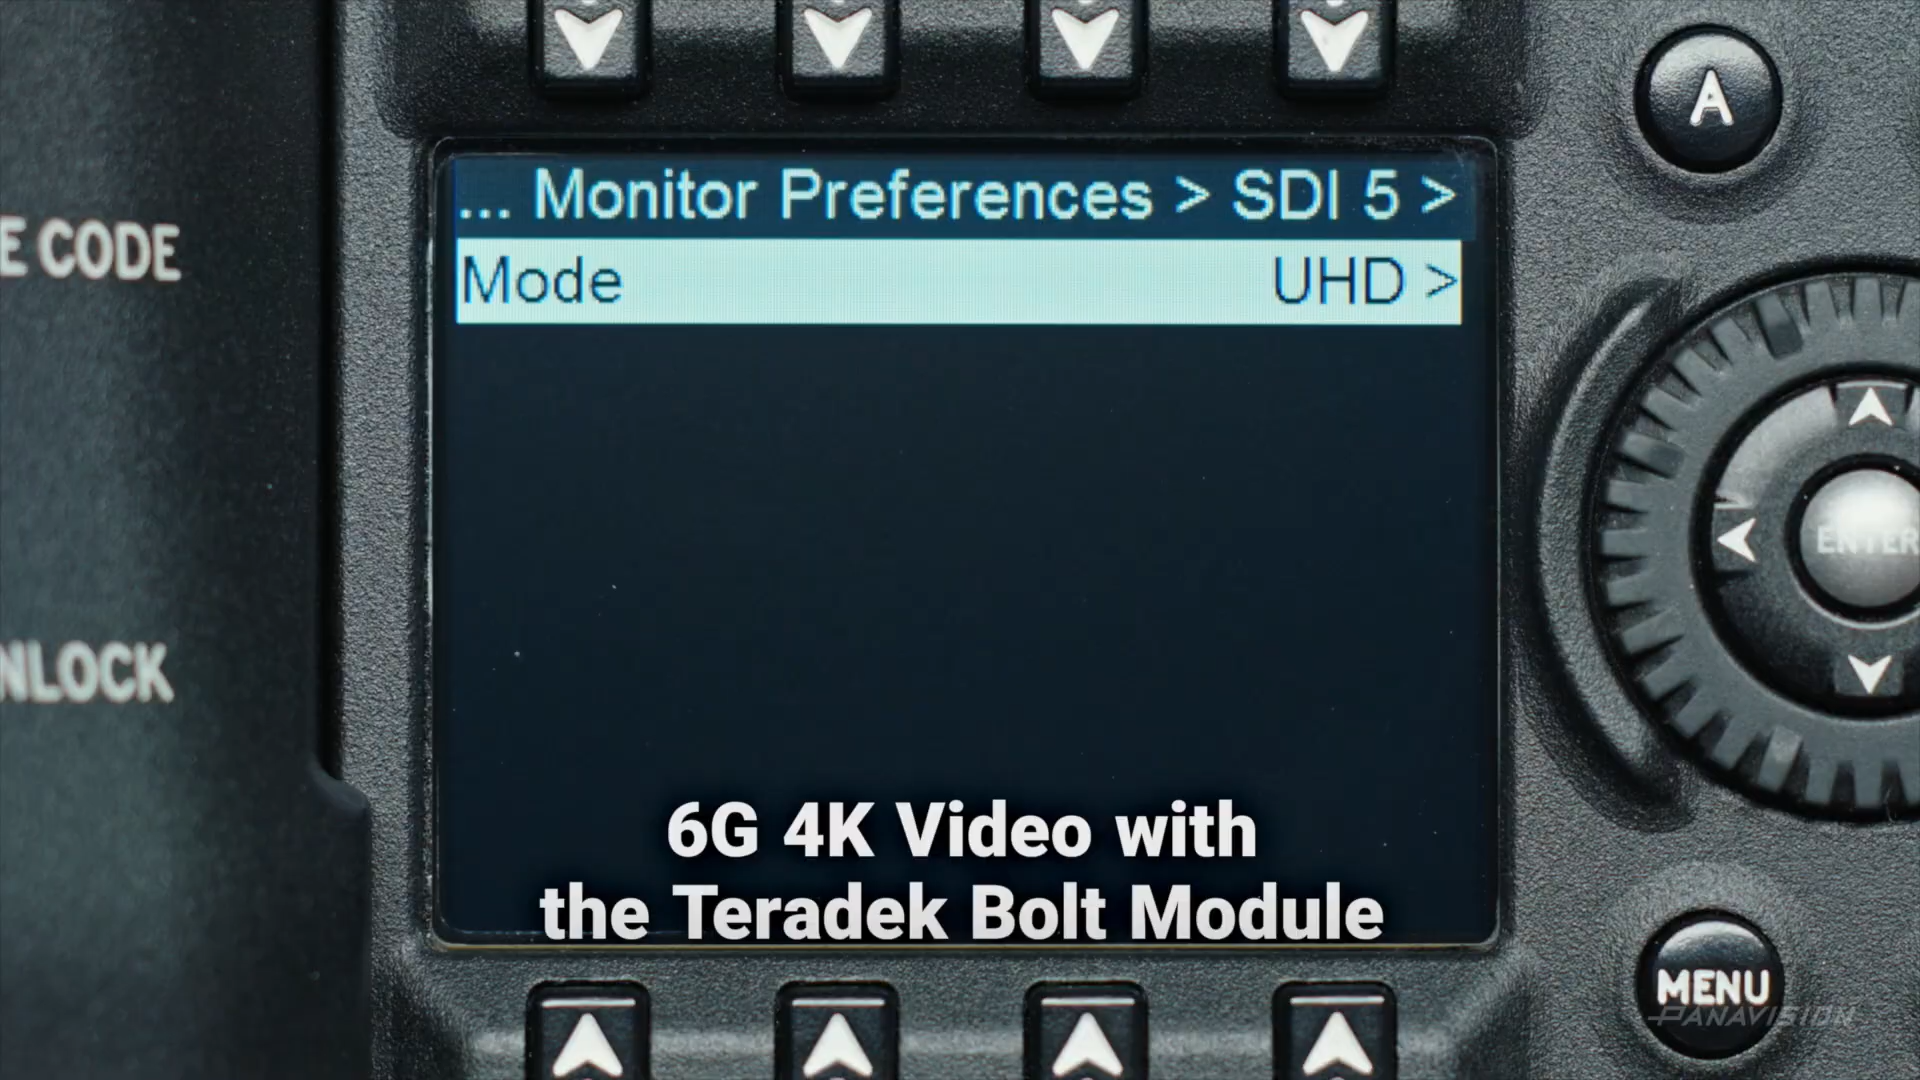 A
... Monitor Preferences > SDI 5 >
Mode UHD >
E CODE
ENTER
NLOCK
6G 4K Video with
the Teradek Bolt Module
MENU
PANAVISION